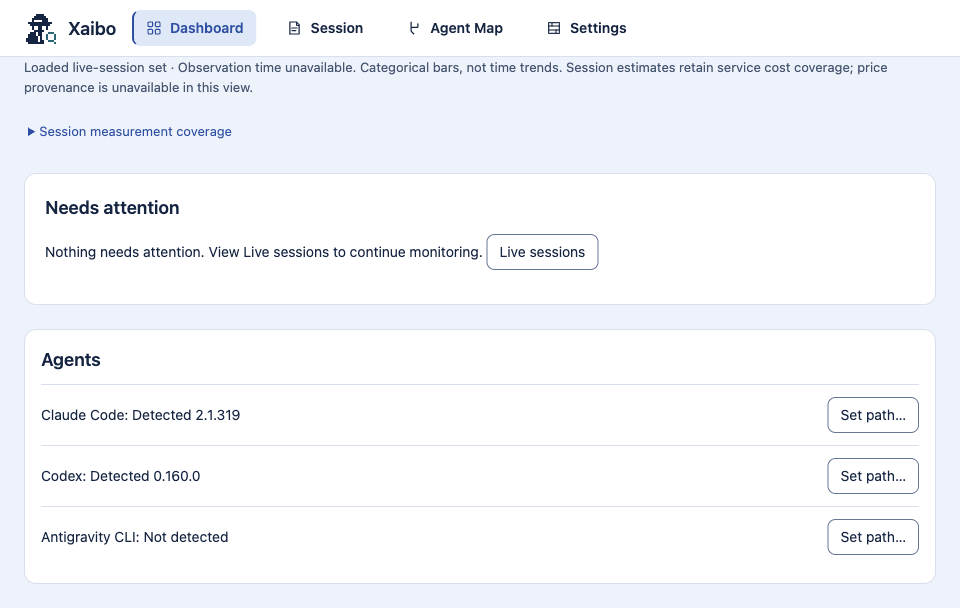 Xaibo
Dashboard
Session
Agent Map
Settings
Loaded live-session set · Observation time unavailable. Categorical bars, not time trends. Session estimates retain service cost coverage; price
provenance is unavailable in this view.
Session measurement coverage
Needs attention
Nothing needs attention. View Live sessions to continue monitoring. Live sessions
Agents
Claude Code: Detected 2.1.319 Set path...
Codex: Detected 0.160.0 Set path...
Antigravity CLI: Not detected Set path...